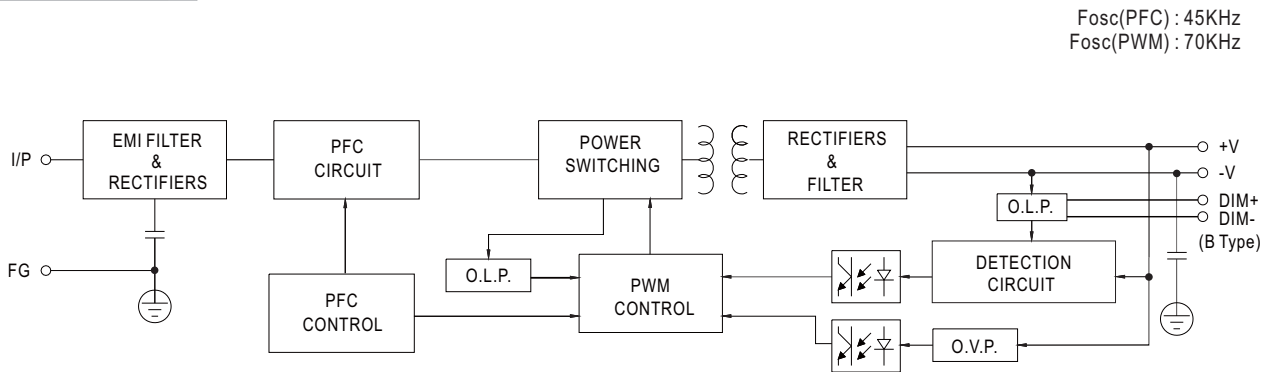 Fosc(PFC) : 45KHz
Fosc(PWM) : 70KHz
I/P
EMI FILTER
&
RECTIFIERS
PFC
CIRCUIT
POWER
SWITCHING
RECTIFIERS
&
FILTER
+V
-V
O.L.P.
DIM+
DIM-
(B Type)
FG
O.L.P.
PFC
CONTROL
PWM
CONTROL
DETECTION
CIRCUIT
O.V.P.